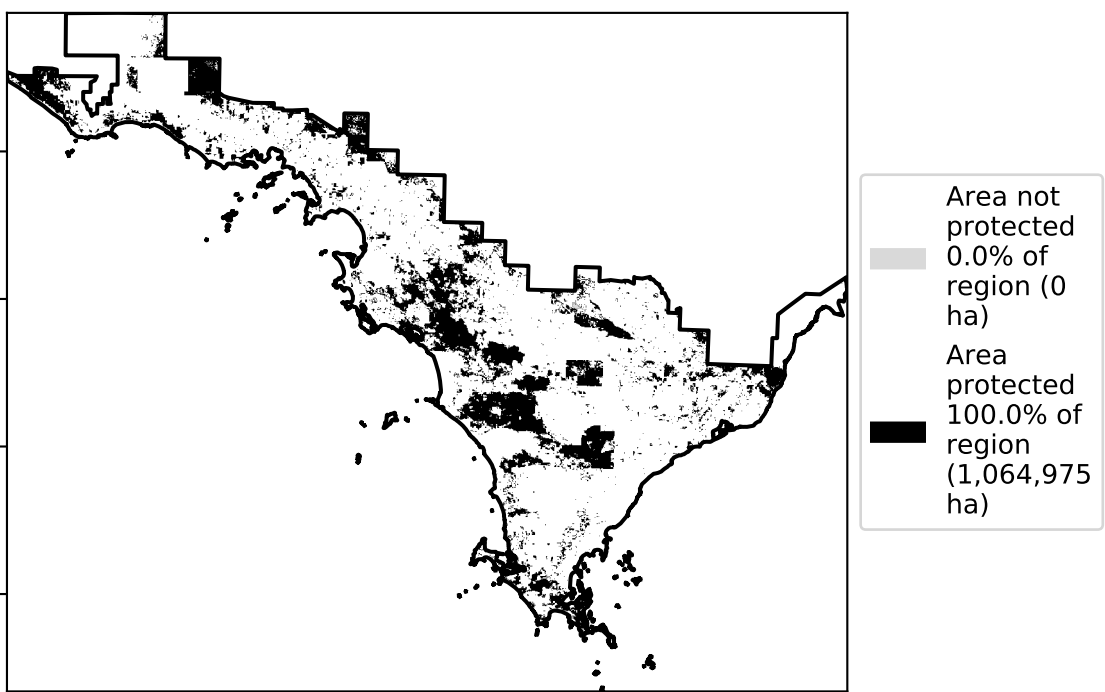 Area not
protected
0.0% of
region (0
ha)
Area
protected
100.0% of
region
(1,064,975
ha)